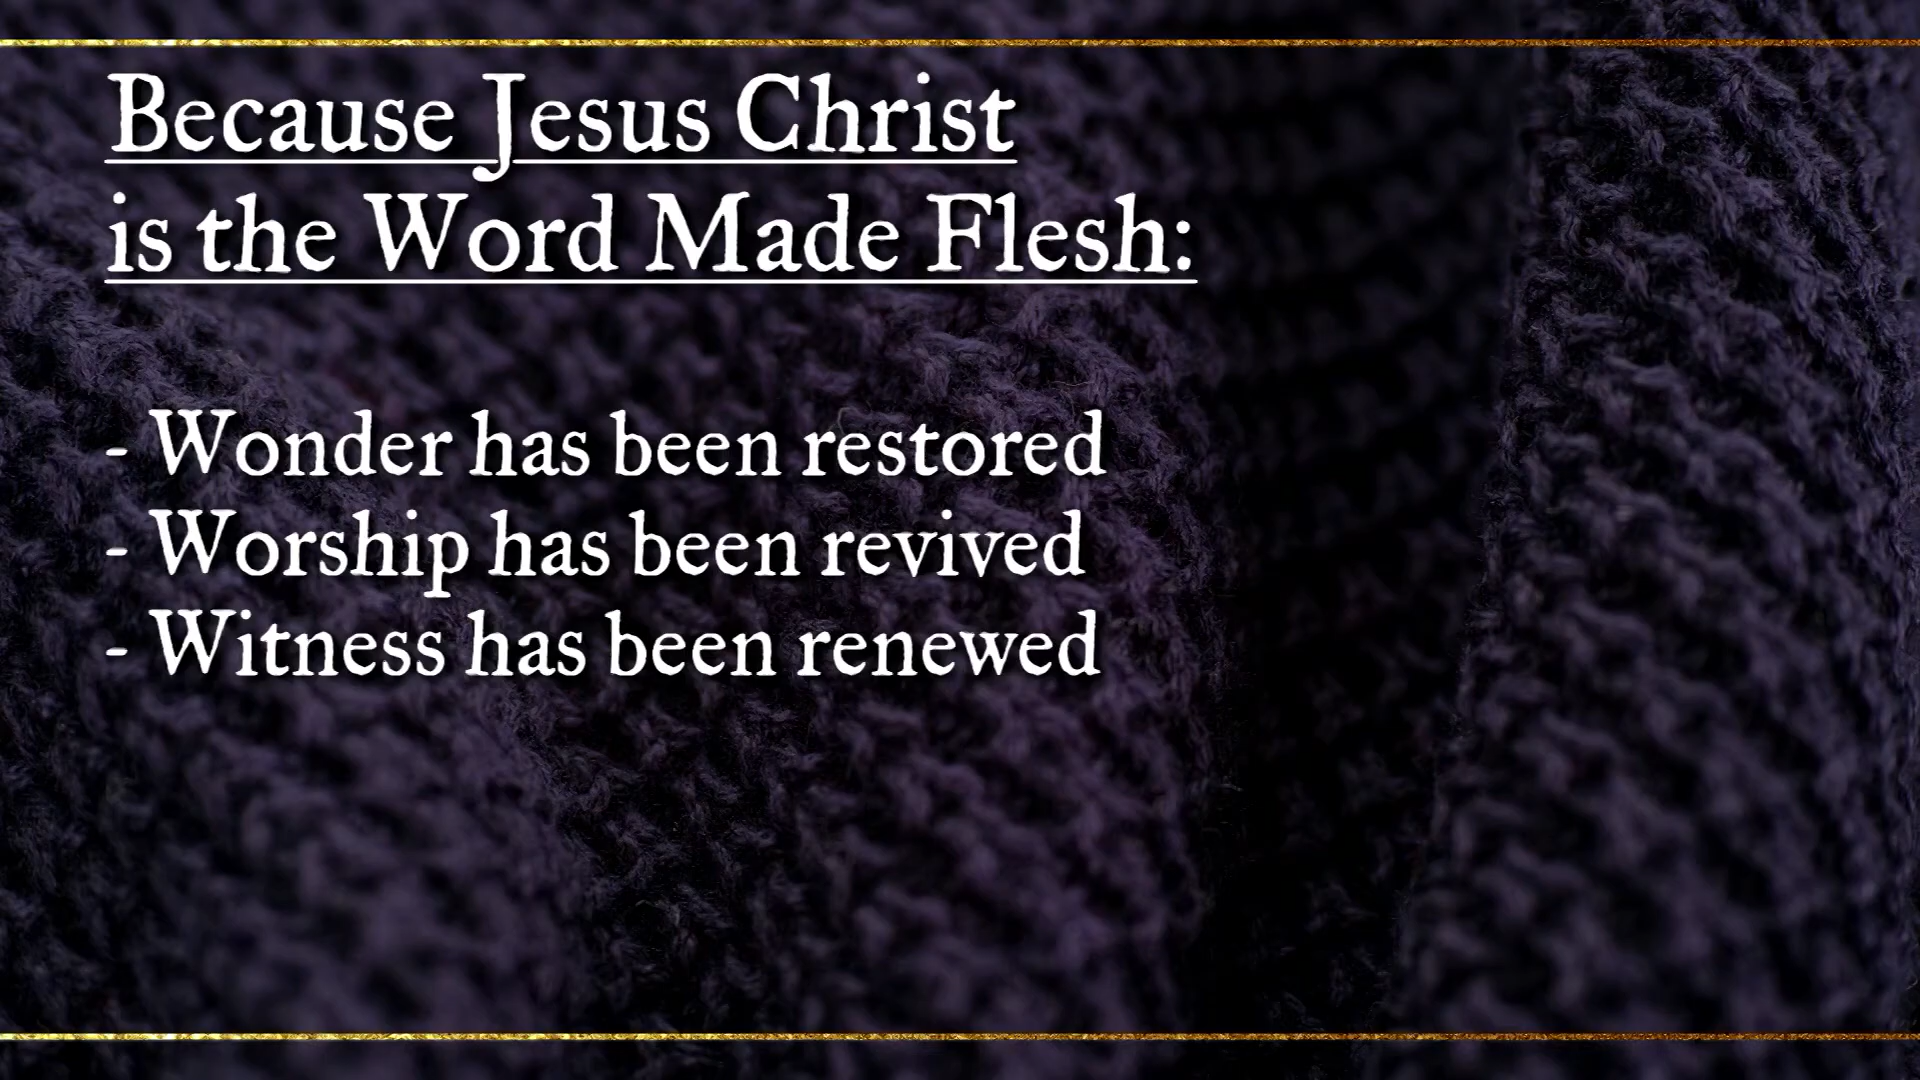 Because Jesus Christ
is the Word Made Flesh:
- Wonder has been restored
- Worship has been revived
- Witness has been renewed